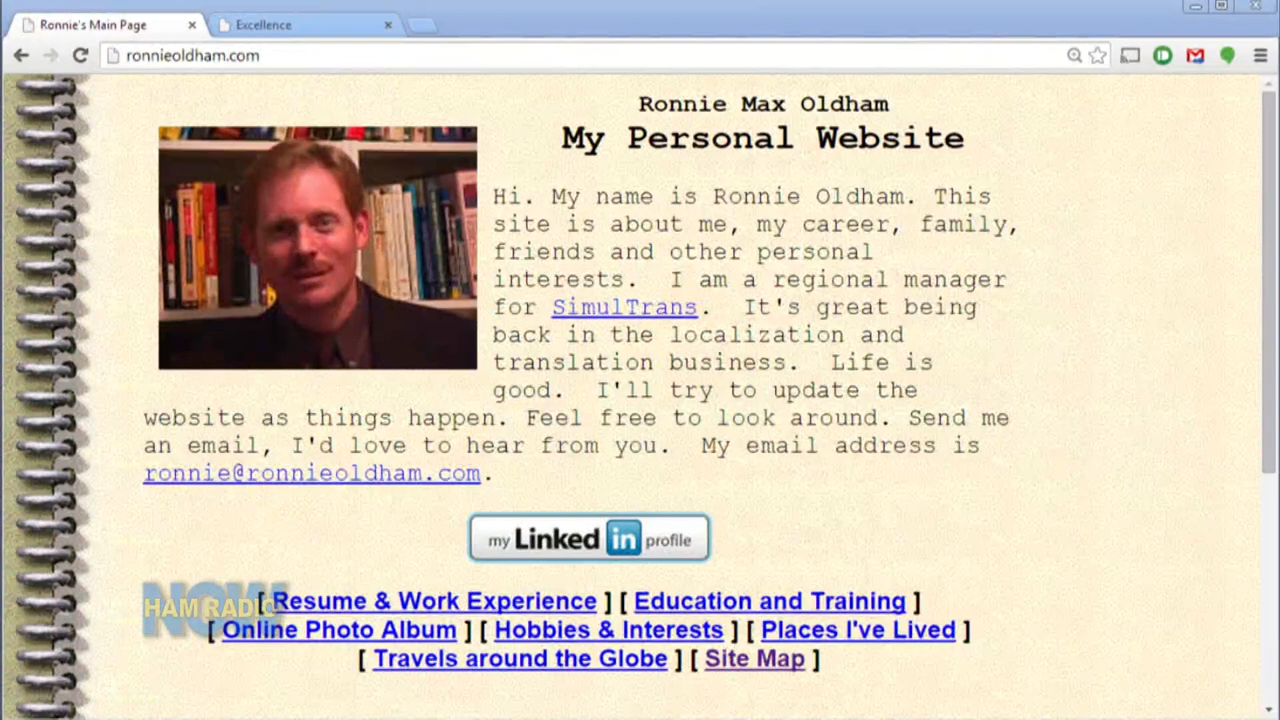 Ronnie's Main Page
Excellence
ronnieoldham.com
Ronnie Max Oldham
My Personal Website
Hi. My name is Ronnie Oldham. This
site is about me, my career, family,
friends and other personal
interests. I am a regional manager
for SimulTrans. It's great being
back in the localization and
translation business. Life is
good. I'll try to update the
website as things happen. Feel free to look around. Send me
an email, I'd love to hear from you. My email address is
ronnie@ronnieoldham.com.
my Linked in profile
NOW
HAM RADIO
[ Resume & Work Experience ] [ Education and Training ]
[ Online Photo Album ] [ Hobbies & Interests ] [ Places I've Lived ]
[ Travels around the Globe ] [ Site Map ]